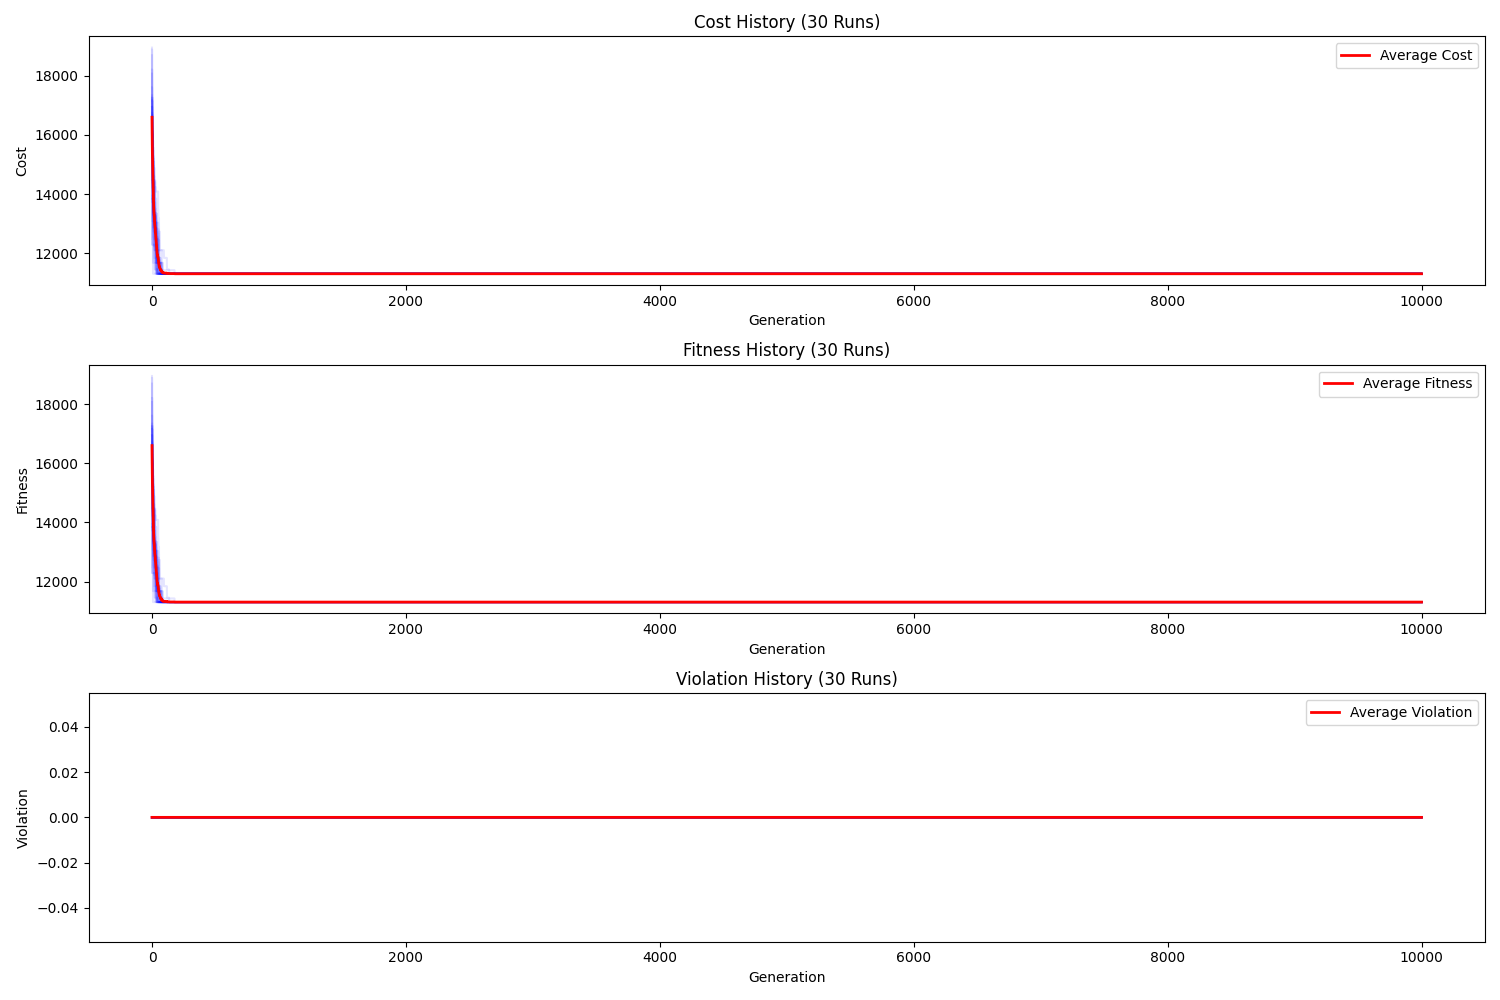 Cost History (30 Runs)
Average Cost
18000
16000
14000
12000
Cost
0 2000 4000 6000 8000 10000
Generation
Fitness History (30 Runs)
Average Fitness
18000
16000
14000
12000
Fitness
0 2000 4000 6000 8000 10000
Generation
Violation History (30 Runs)
Average Violation
0.04
0.02
0.00
−0.02
−0.04
Violation
0 2000 4000 6000 8000 10000
Generation